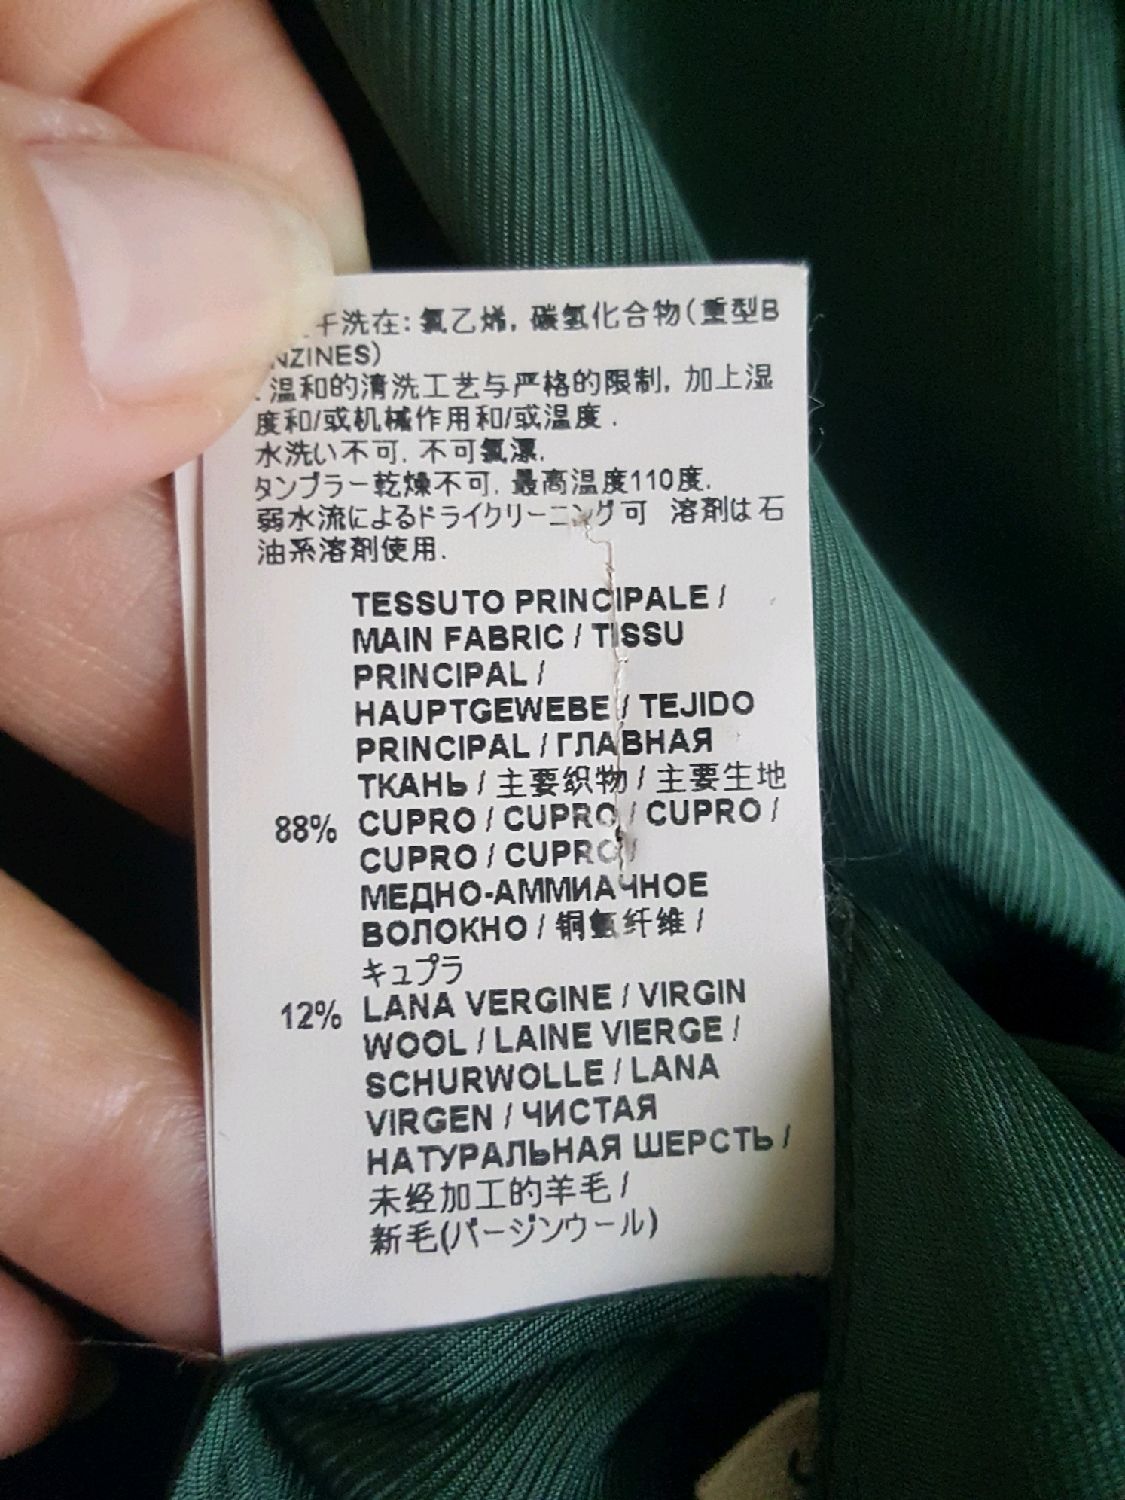 干洗在: 氯乙烯, 碳氢化合物(重型B
NZINES)
温和的清洗工艺与严格的限制, 加上湿
度和/或机械作用和/或温度.
水洗い不可. 不可氯漂.
タンブラー乾燥不可. 最高温度110度.
弱水流によるドライクリーニング可 溶剤は石
油系溶剤使用.
TESSUTO PRINCIPALE /
MAIN FABRIC / TISSU
PRINCIPAL /
HAUPTGEWEBE / TEJIDO
PRINCIPAL / ГЛАВНАЯ
ТКАНЬ / 主要织物 / 主要生地
88% CUPRO / CUPRO / CUPRO /
CUPRO / CUPRO /
МЕДНО-АММИАЧНОЕ
ВОЛОКНО / 铜氨纤维 /
キュプラ
12% LANA VERGINE / VIRGIN
WOOL / LAINE VIERGE /
SCHURWOLLE / LANA
VIRGEN / ЧИСТАЯ
НАТУРАЛЬНАЯ ШЕРСТЬ /
未经加工的羊毛 /
新毛(バージンウール)